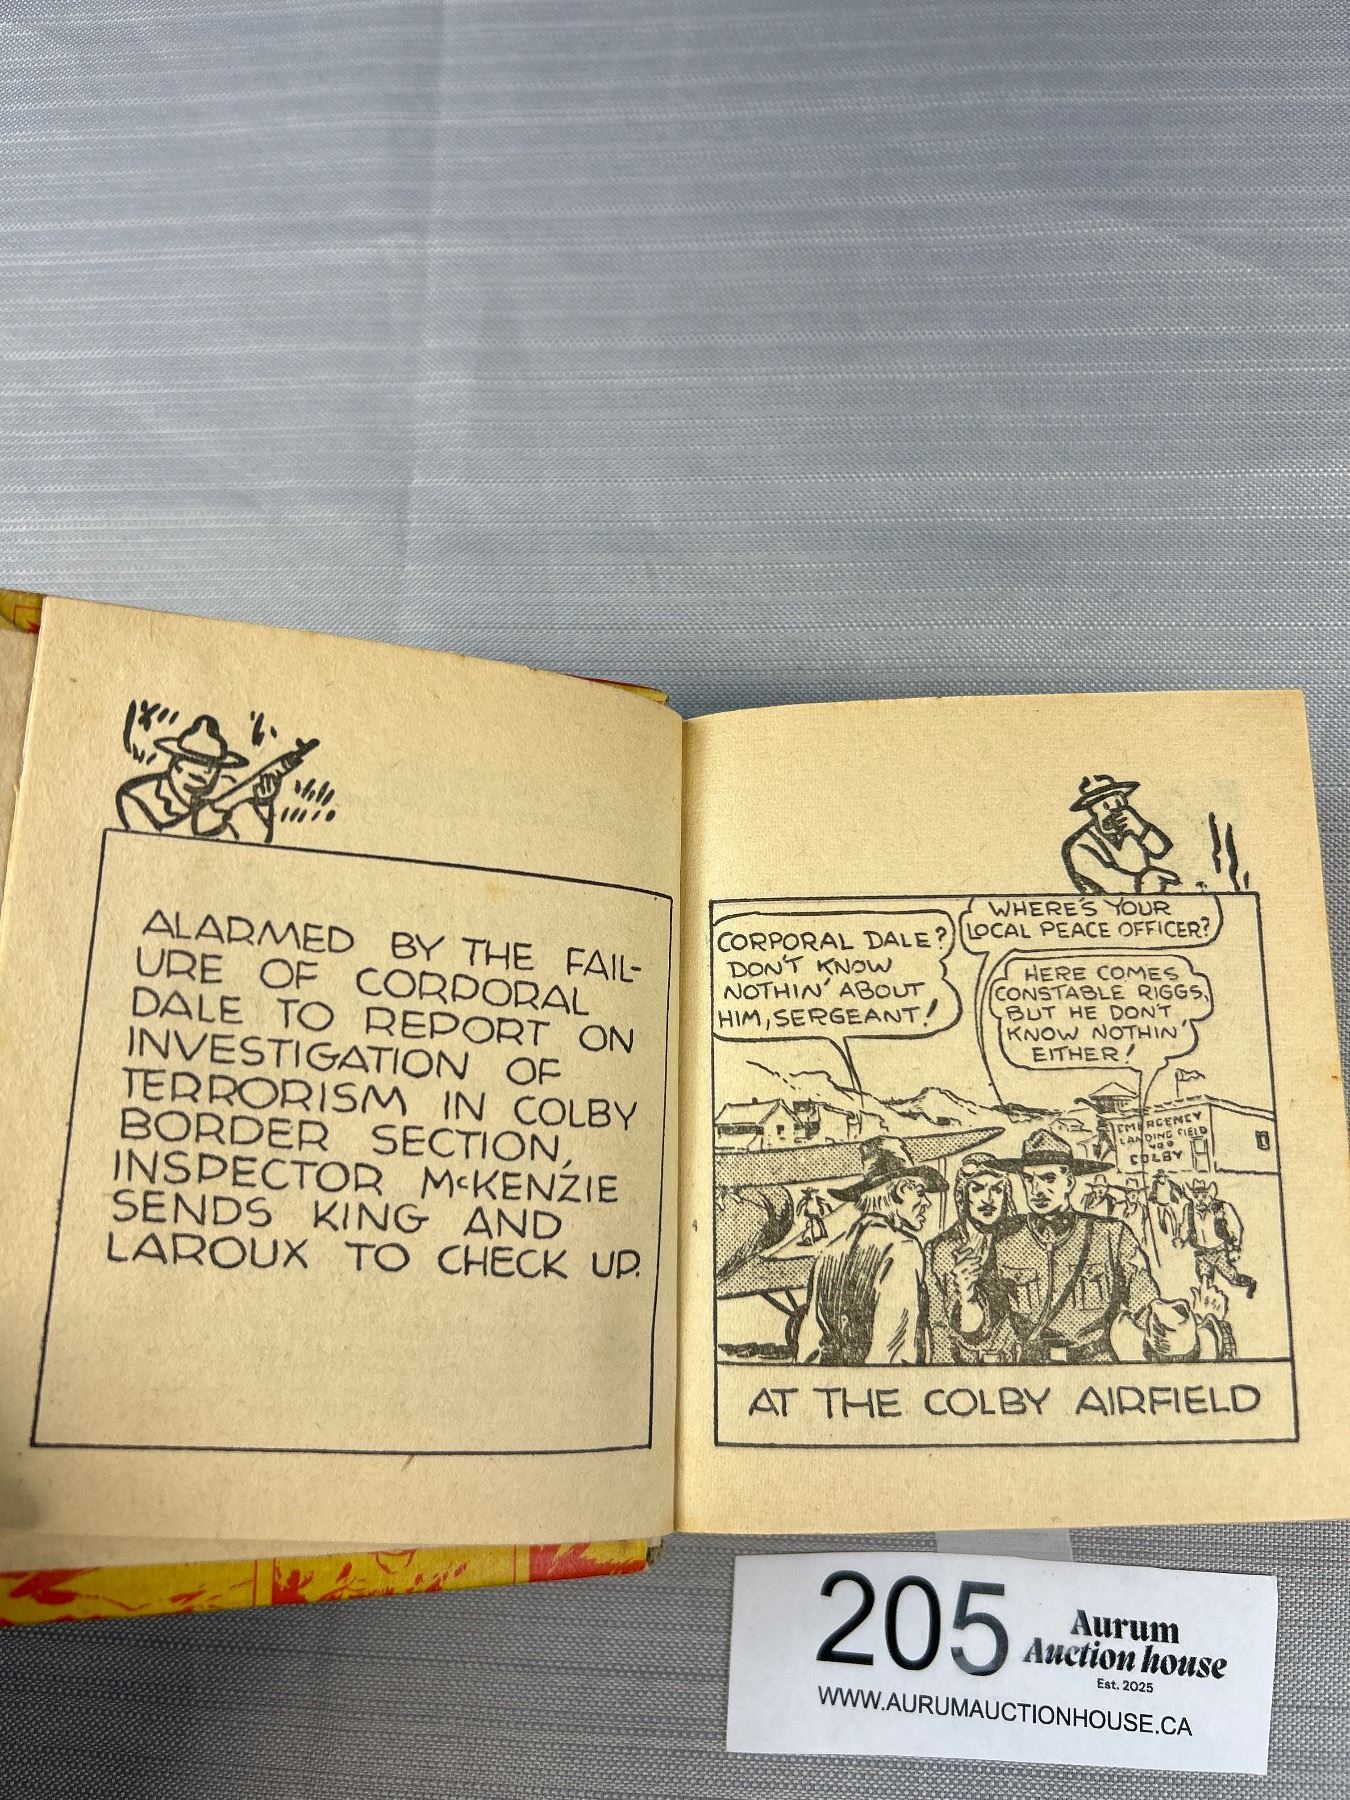 ALARMED BY THE FAIL-
URE OF CORPORAL
DALE TO REPORT ON
INVESTIGATION OF
TERRORISM IN COLBY
BORDER SECTION,
INSPECTOR McKENZIE
SENDS KING AND
LAROUX TO CHECK UP.
CORPORAL DALE?
DON'T KNOW
NOTHIN' ABOUT
HIM, SERGEANT!
WHERE'S YOUR
LOCAL PEACE OFFICER?
HERE COMES
CONSTABLE RIGGS,
BUT HE DON'T
KNOW NOTHIN'
EITHER!
EMERGENCY
LANDING FIELD
COLBY
AT THE COLBY AIRFIELD
205
Aurum
Auction house
Est. 2025
WWW.AURUMAUCTIONHOUSE.CA